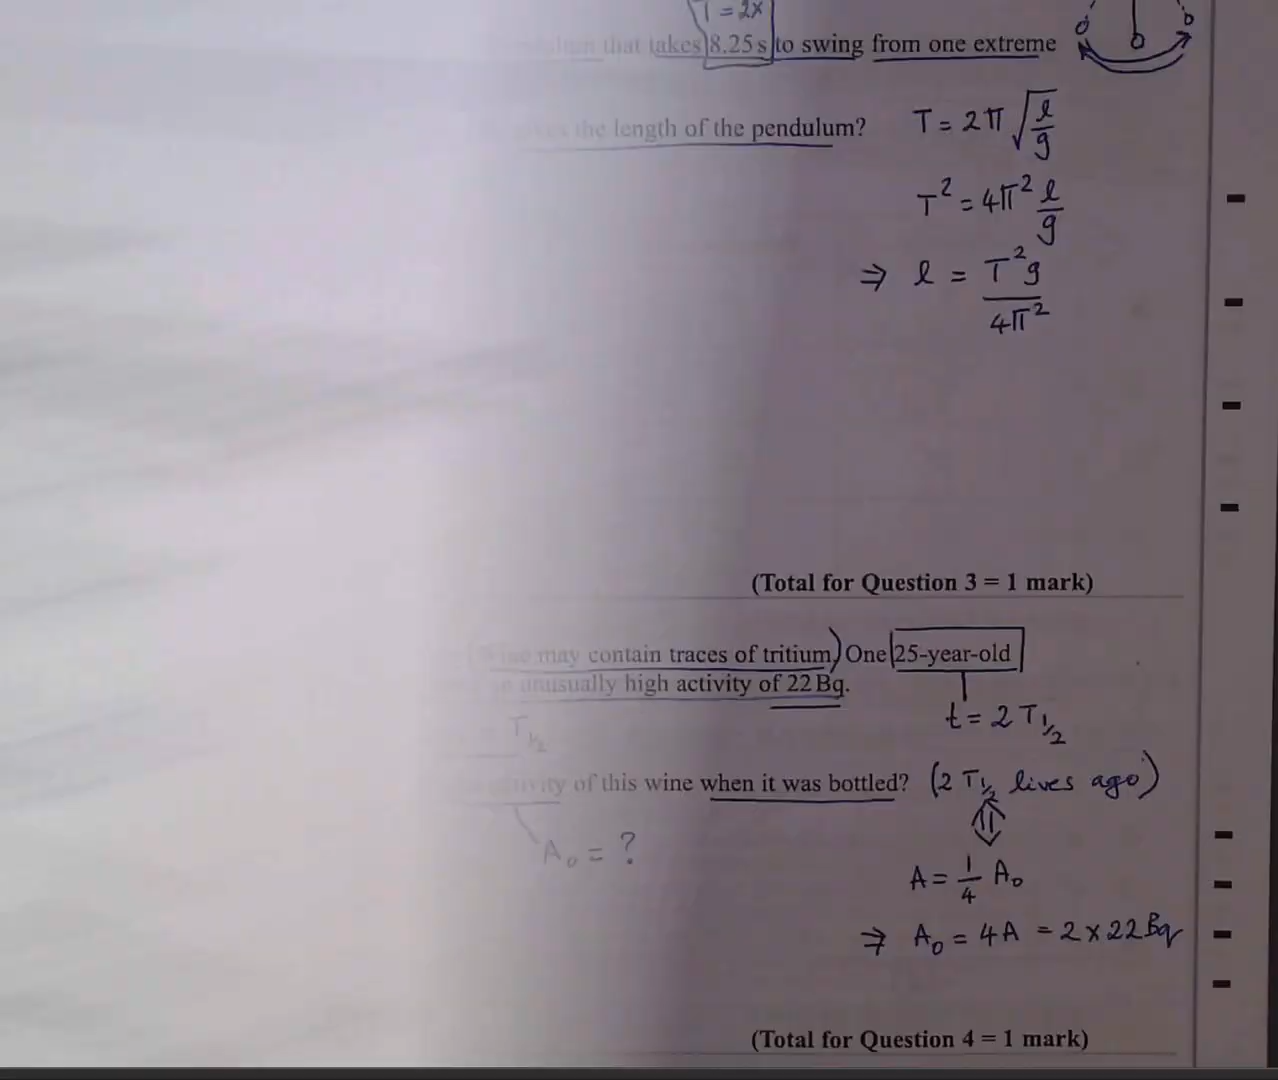 T = 2x
that takes 8.25 s to swing from one extreme
the length of the pendulum?
T = 2π √(l/g)
T² = 4π² l/g
⇒ l = T²g / 4π²
(Total for Question 3 = 1 mark)
may contain traces of tritium. One 25-year-old
unusually high activity of 22 Bq.
t = 2 T1/2
T1/2
of this wine when it was bottled? (2 T1/2 lives ago)
A₀ = ?
A = 1/4 A₀
⇒ A₀ = 4A = 2 x 22 Bq
(Total for Question 4 = 1 mark)